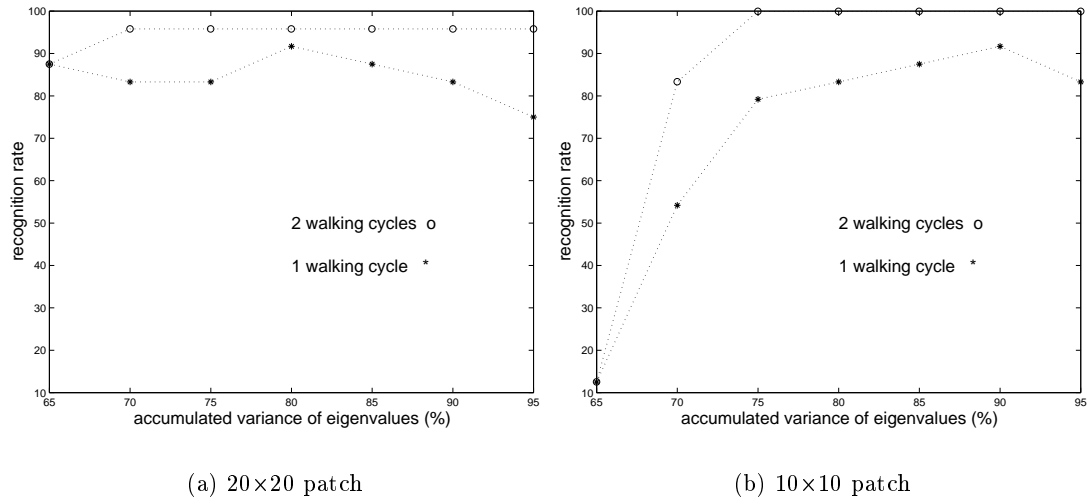 100
90
80
70
60
50
40
30
20
10
recognition rate
2 walking cycles o
1 walking cycle *
65 70 75 80 85 90 95
accumulated variance of eigenvalues (%)
(a) 20×20 patch
100
90
80
70
60
50
40
30
20
10
recognition rate
2 walking cycles o
1 walking cycle *
65 70 75 80 85 90 95
accumulated variance of eigenvalues (%)
(b) 10×10 patch